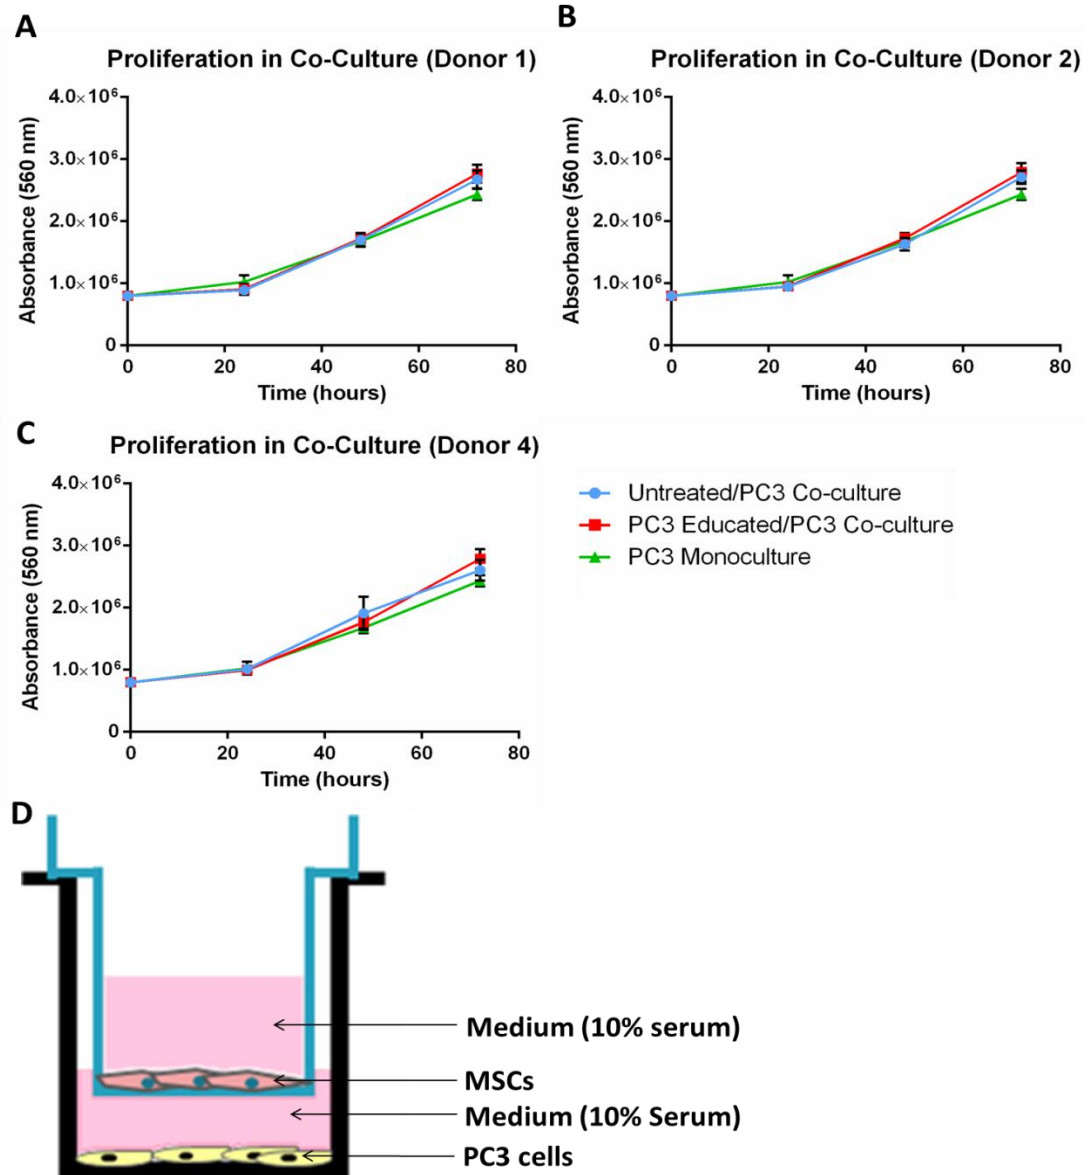 A
Proliferation in Co-Culture (Donor 1)
Absorbance (560 nm)
4.0×10⁶
3.0×10⁶
2.0×10⁶
1.0×10⁶
0
0 20 40 60 80
Time (hours)
B
Proliferation in Co-Culture (Donor 2)
Absorbance (560 nm)
4.0×10⁶
3.0×10⁶
2.0×10⁶
1.0×10⁶
0
0 20 40 60 80
Time (hours)
C
Proliferation in Co-Culture (Donor 4)
Absorbance (560 nm)
4.0×10⁶
3.0×10⁶
2.0×10⁶
1.0×10⁶
0
0 20 40 60 80
Time (hours)
Untreated/PC3 Co-culture
PC3 Educated/PC3 Co-culture
PC3 Monoculture
D
Medium (10% serum)
MSCs
Medium (10% Serum)
PC3 cells